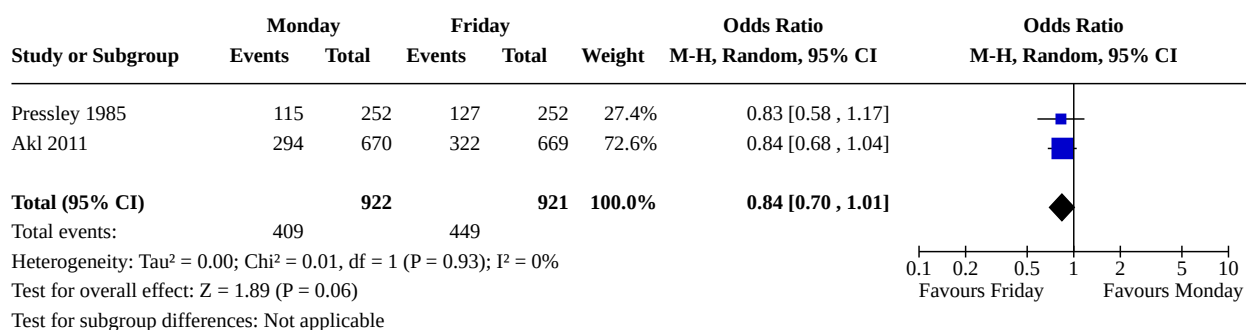 Monday Friday Odds Ratio Odds Ratio
Study or Subgroup Events Total Events Total Weight M-H, Random, 95% CI M-H, Random, 95% CI
Pressley 1985 115 252 127 252 27.4% 0.83 [0.58 , 1.17]
Akl 2011 294 670 322 669 72.6% 0.84 [0.68 , 1.04]
Total (95% CI) 922 921 100.0% 0.84 [0.70 , 1.01]
Total events: 409 449
Heterogeneity: Tau² = 0.00; Chi² = 0.01, df = 1 (P = 0.93); I² = 0%
0.1 0.2 0.5 1 2 5 10
Test for overall effect: Z = 1.89 (P = 0.06) Favours Friday Favours Monday
Test for subgroup differences: Not applicable